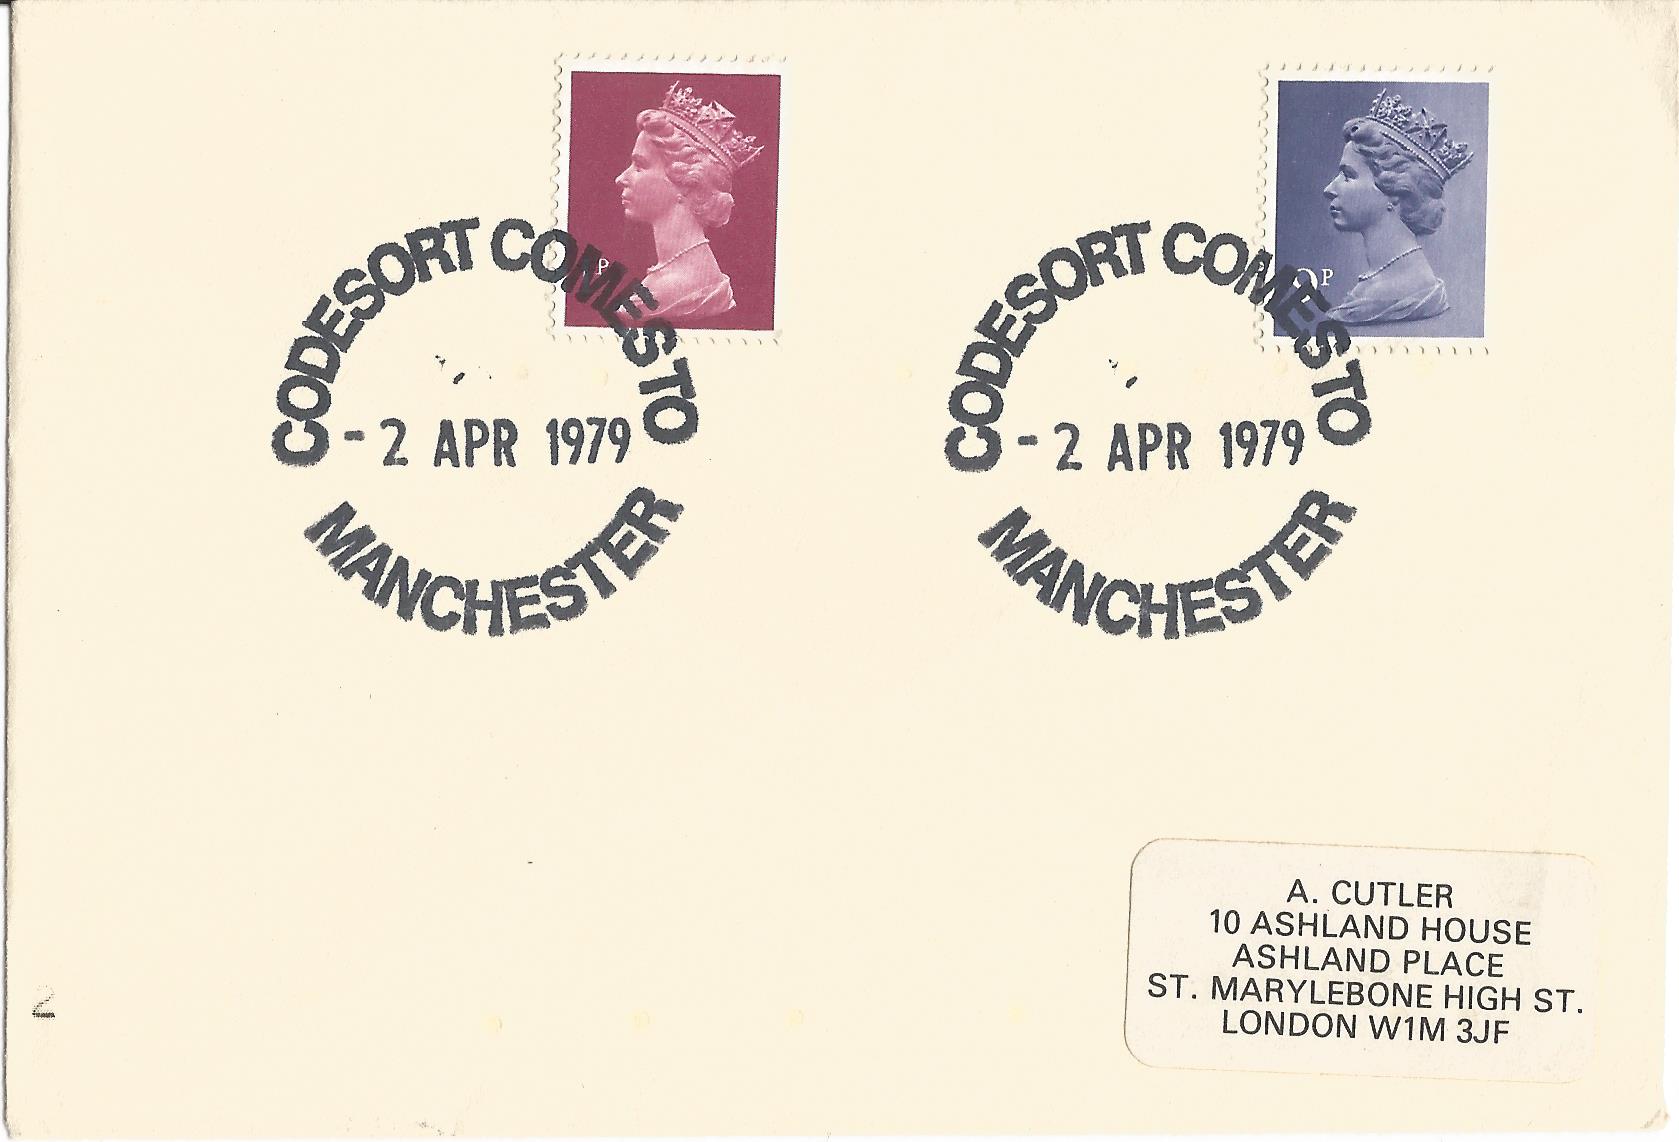 P
P
CODESORT COMES TO
- 2 APR 1979
MANCHESTER
CODESORT COMES TO
- 2 APR 1979
MANCHESTER
A. CUTLER
10 ASHLAND HOUSE
ASHLAND PLACE
ST. MARYLEBONE HIGH ST.
LONDON W1M 3JF
2